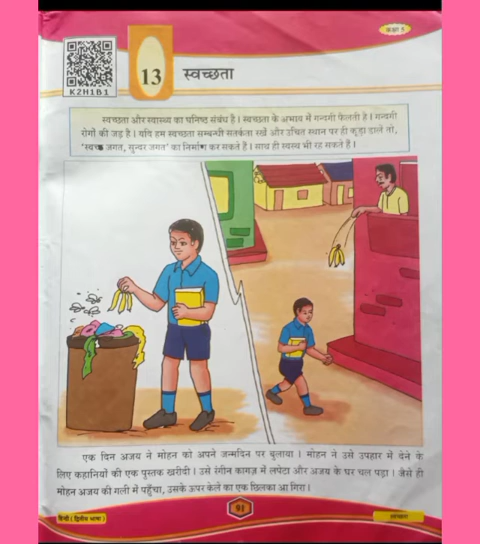 कक्षा 5
K2H1B1
13 स्वच्छता
स्वच्छता और स्वास्थ्य का घनिष्ठ संबंध है। स्वच्छता के अभाव में गन्दगी फैलती है। गन्दगी
रोगों की जड़ है। यदि हम स्वच्छता सम्बन्धी सतर्कता रखें और उचित स्थान पर ही कूड़ा डाले तो,
'स्वच्छ जगत, सुन्दर जगत' का निर्माण कर सकते हैं। साथ ही स्वस्थ भी रह सकते हैं।
एक दिन अजय ने मोहन को अपने जन्मदिन पर बुलाया। मोहन ने उसे उपहार में देने के
लिए कहानियों की एक पुस्तक खरीदी। उसे रंगीन कागज़ में लपेटा और अजय के घर चल पड़ा। जैसे ही
मोहन अजय की गली में पहुँचा, उसके ऊपर केले का एक छिलका आ गिरा।
हिन्दी (द्वितीय भाषा)
91
स्वच्छता